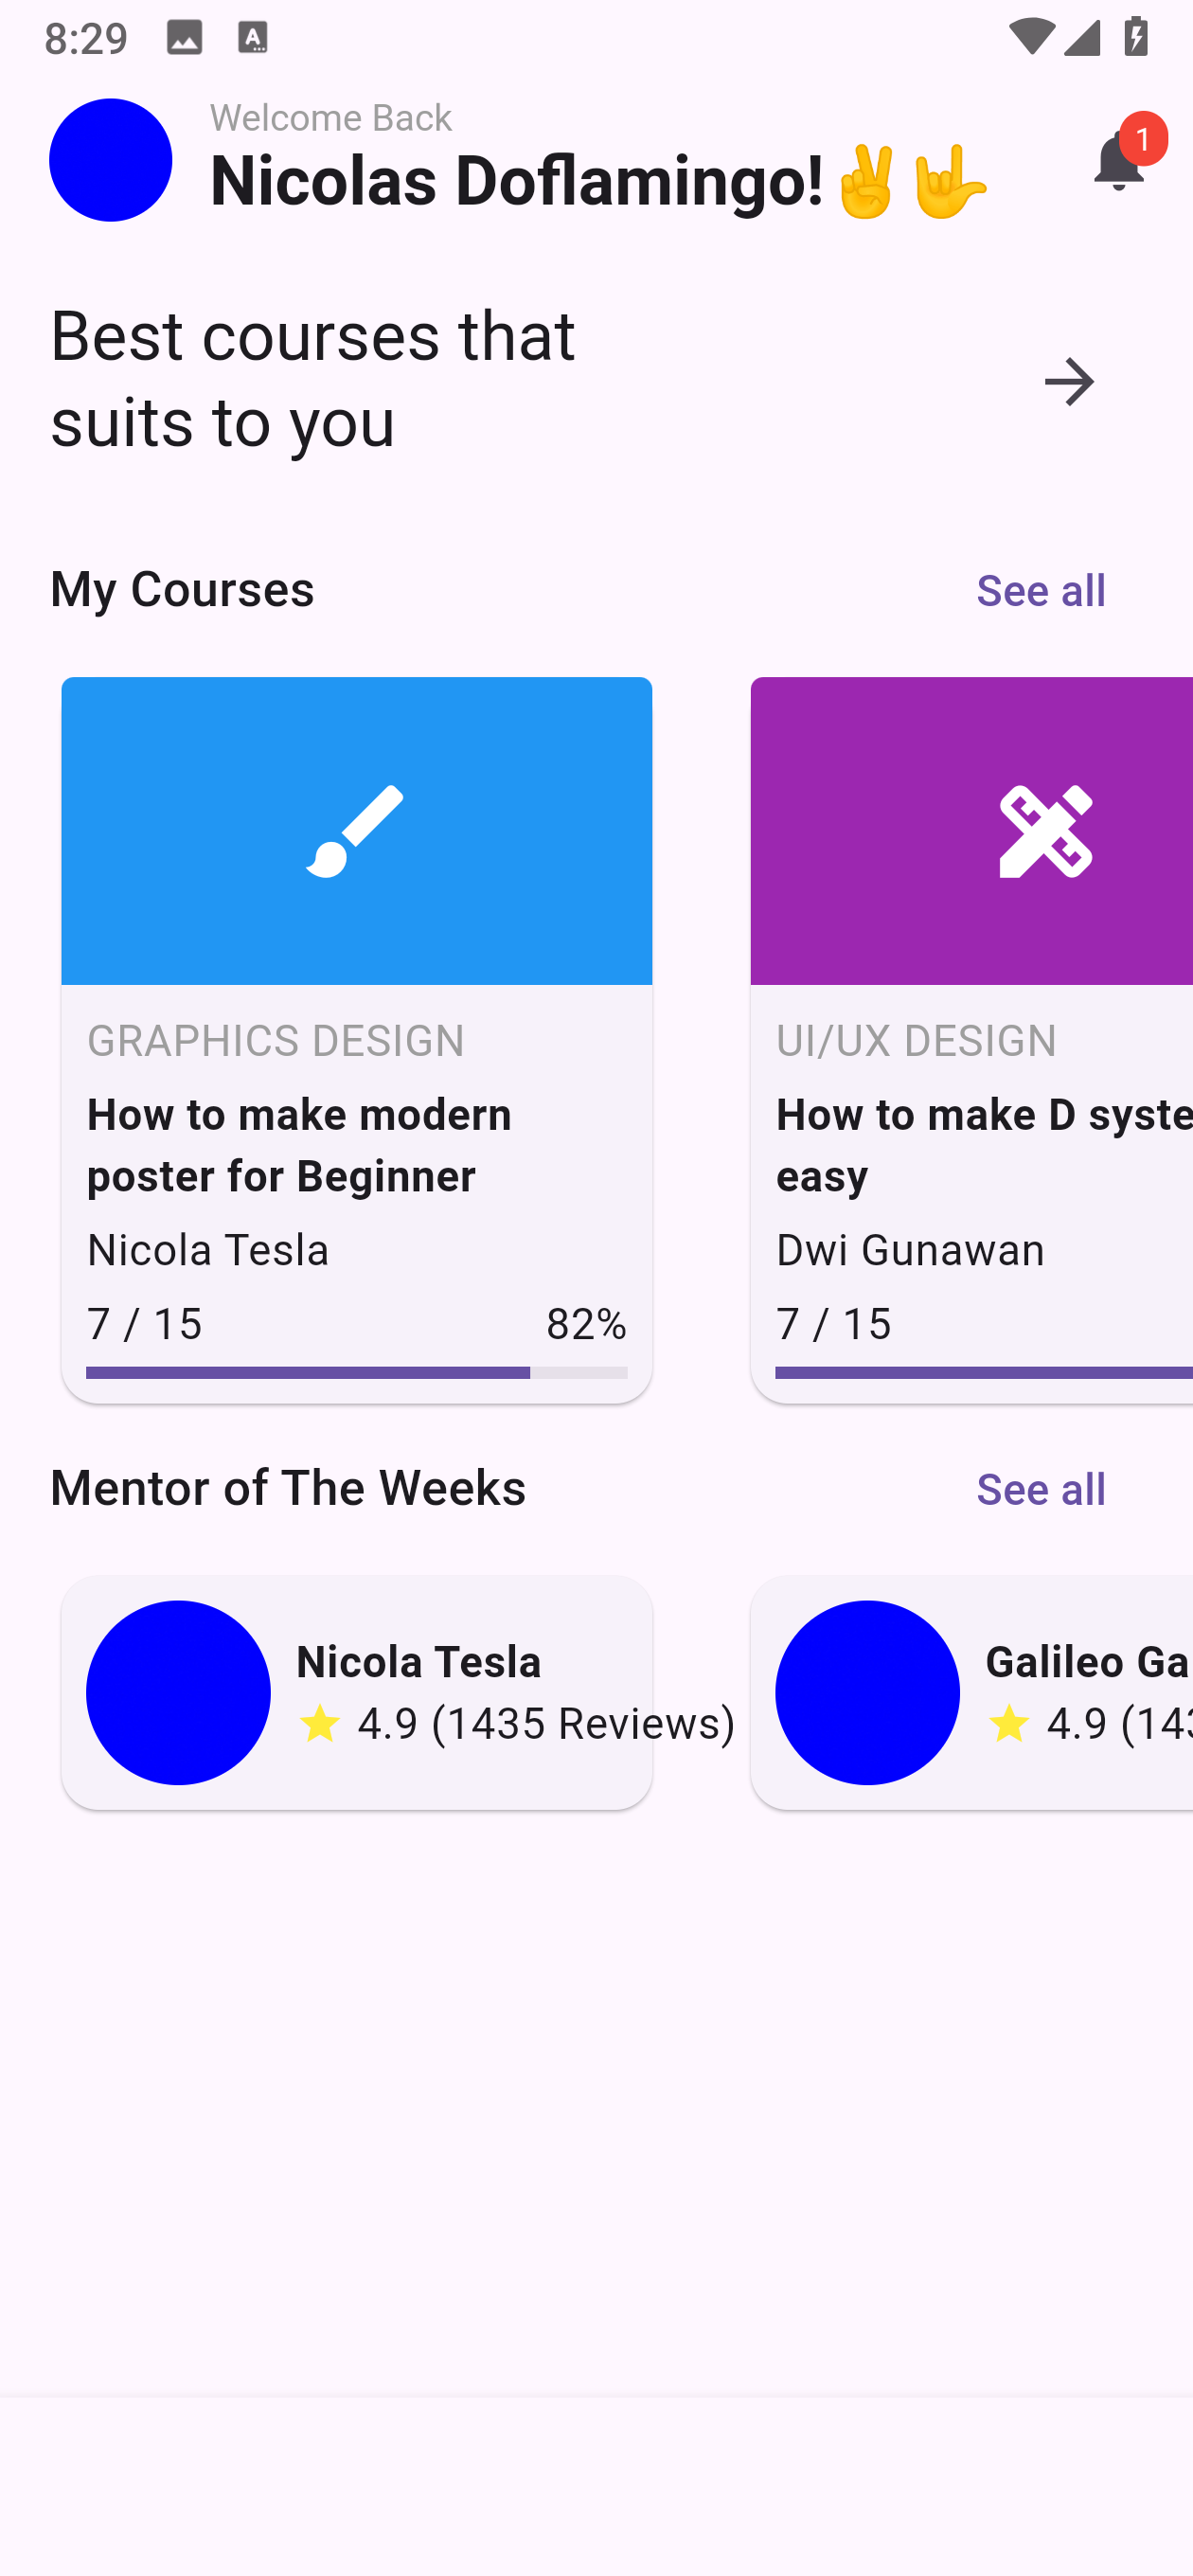 8:29
Welcome Back
Nicolas Doflamingo!✌️🤟
1
Best courses that
suits to you
My Courses
See all
GRAPHICS DESIGN
How to make modern
poster for Beginner
Nicola Tesla
7 / 15
82%
UI/UX DESIGN
How to make D syste
easy
Dwi Gunawan
7 / 15
Mentor of The Weeks
See all
Nicola Tesla
4.9 (1435 Reviews)
Galileo Ga
4.9 (143